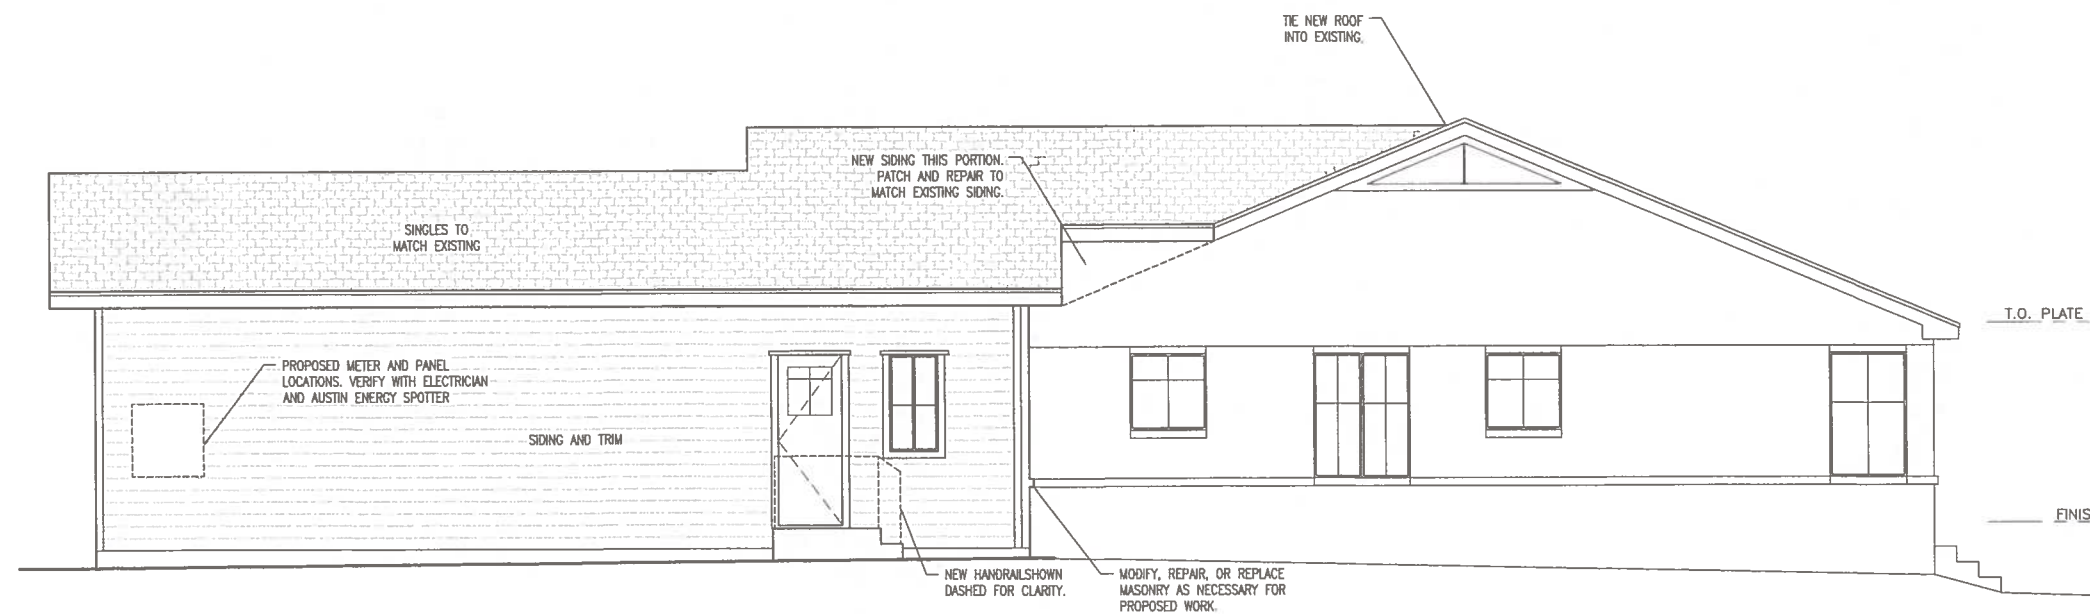 TIE NEW ROOF
INTO EXISTING.
NEW SIDING THIS PORTION.
PATCH AND REPAIR TO
MATCH EXISTING SIDING.
SINGLES TO
MATCH EXISTING
T.O. PLATE
PROPOSED METER AND PANEL
LOCATIONS. VERIFY WITH ELECTRICIAN
AND AUSTIN ENERGY SPOTTER
SIDING AND TRIM
FINIS
NEW HANDRAILSHOWN
DASHED FOR CLARITY.
MODIFY, REPAIR, OR REPLACE
MASONRY AS NECESSARY FOR
PROPOSED WORK.